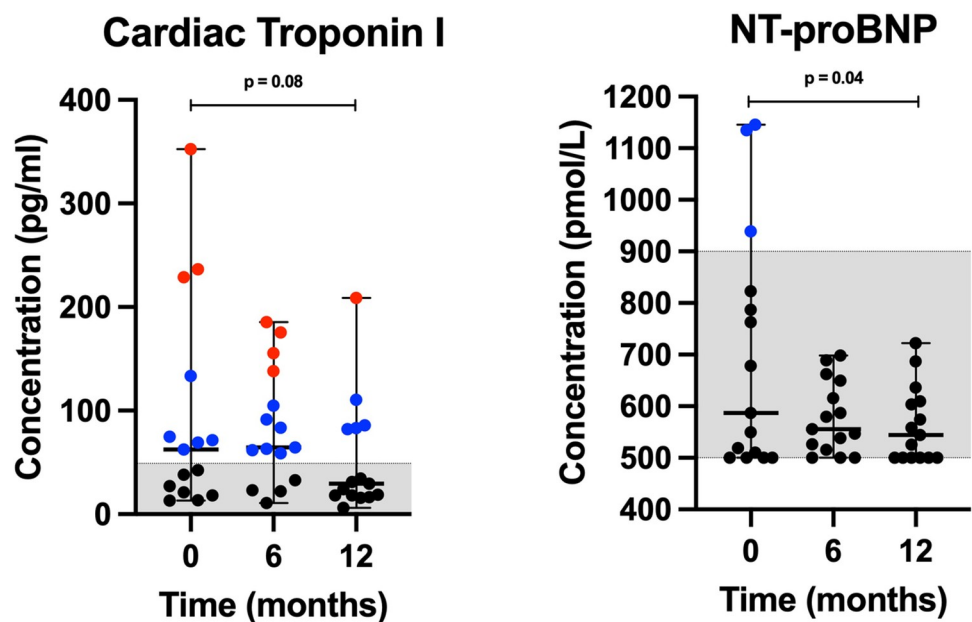 Cardiac Troponin I
p = 0.08
Concentration (pg/ml)
400
300
200
100
0
0 6 12
Time (months)
NT-proBNP
p = 0.04
Concentration (pmol/L)
1200
1100
1000
900
800
700
600
500
400
0 6 12
Time (months)